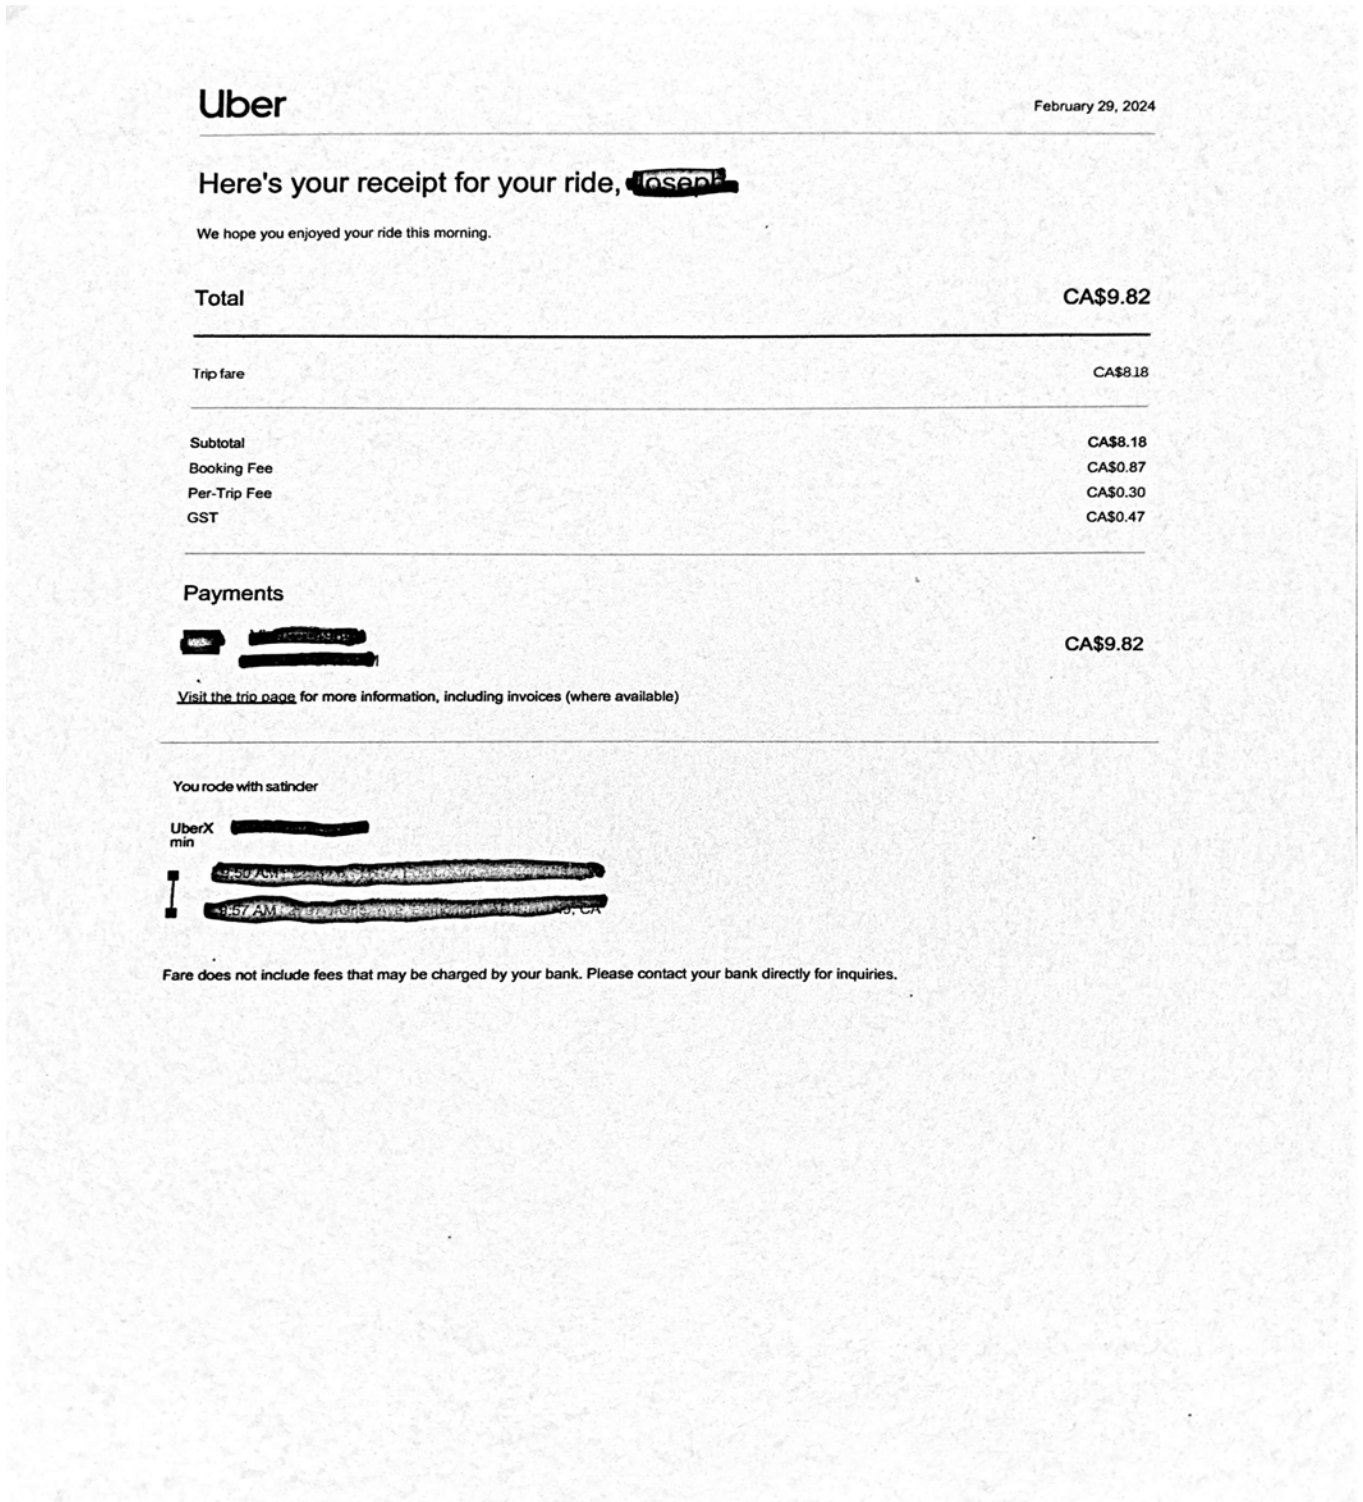 Uber
February 29, 2024
Here's your receipt for your ride,
We hope you enjoyed your ride this morning.
Total CA$9.82
Trip fare CA$8.18
Subtotal CA$8.18
Booking Fee CA$0.87
Per-Trip Fee CA$0.30
GST CA$0.47
Payments
CA$9.82
Visit the trip page for more information, including invoices (where available)
You rode with satinder
UberX
min
Fare does not include fees that may be charged by your bank. Please contact your bank directly for inquiries.